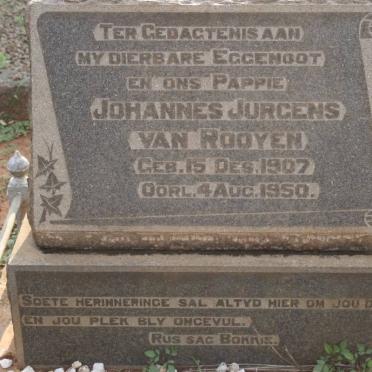 TER GEDAGTENIS AAN
MY DIERBARE EGGENOOT
EN ONS PAPPIE
JOHANNES JURGENS
VAN ROOYEN
GEB. 15 DES. 1907
OORL. 4 AUG. 1950.
SOETE HERINNERINGE SAL ALTYD HIER OM JOU
EN JOU PLEK BLY ONGEVUL.
RUS SAG BOKKIE.